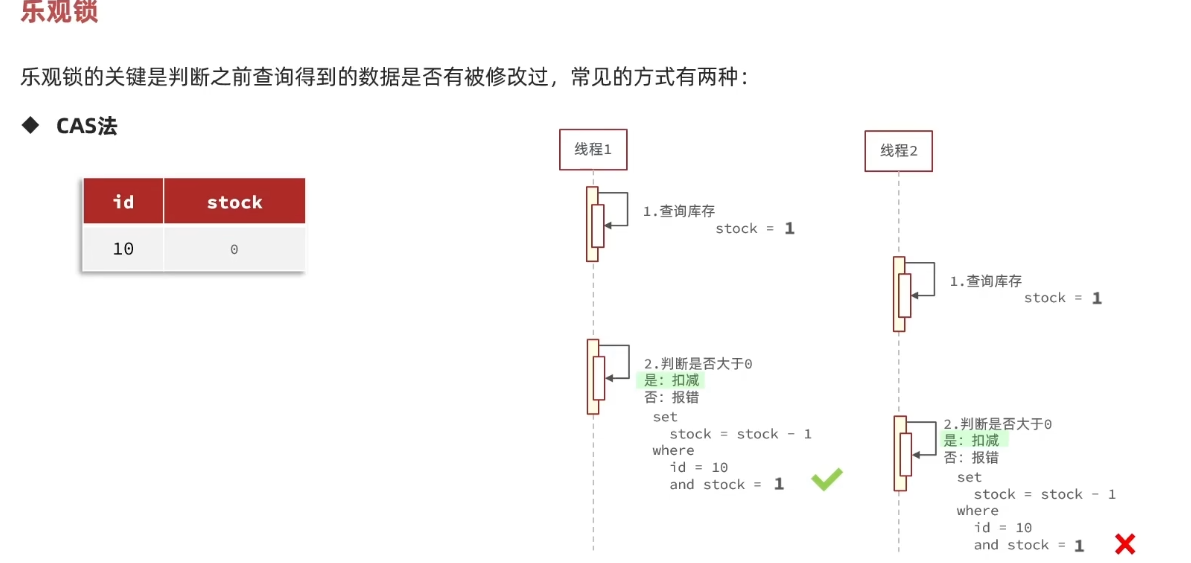 乐观锁
乐观锁的关键是判断之前查询得到的数据是否有被修改过，常见的方式有两种：
◆ CAS法
id stock
10 0
线程1
1.查询库存
stock = 1
2.判断是否大于0
是：扣减
否：报错
set
stock = stock - 1
where
id = 10
and stock = 1
线程2
1.查询库存
stock = 1
2.判断是否大于0
是：扣减
否：报错
set
stock = stock - 1
where
id = 10
and stock = 1